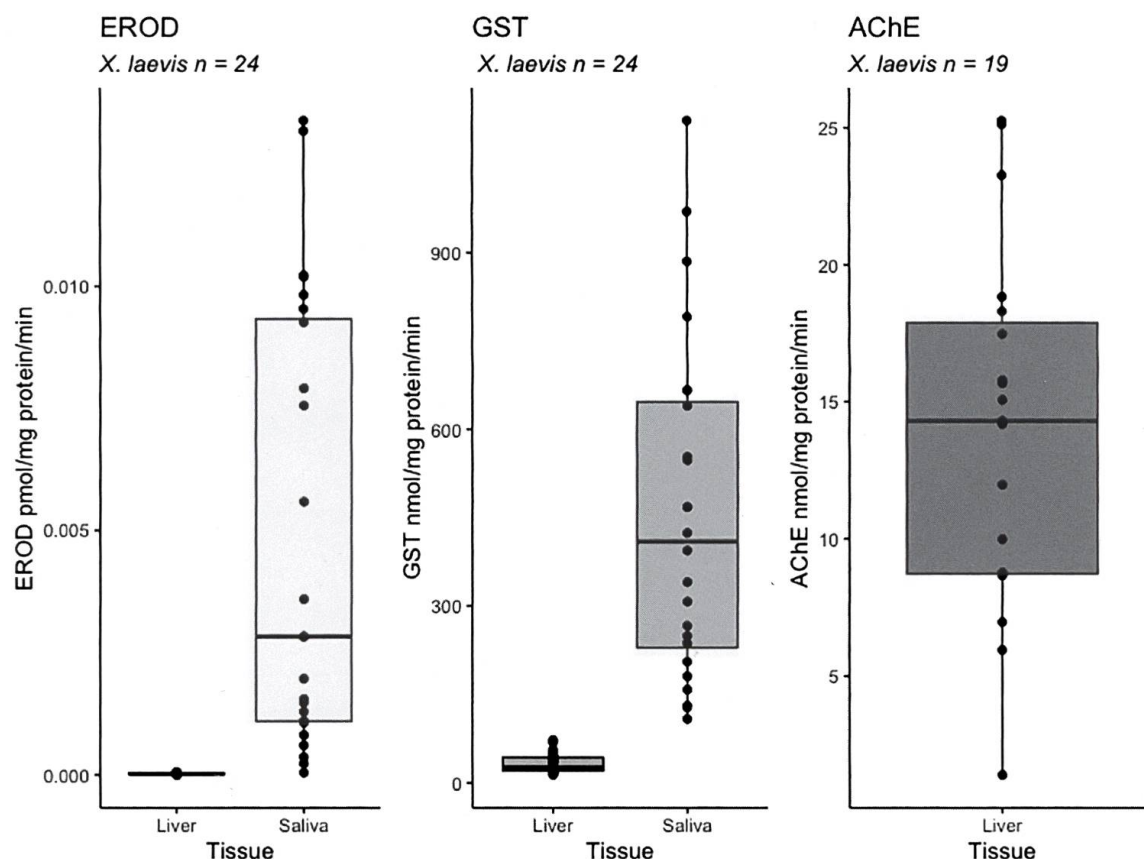 EROD
X. laevis n = 24
EROD pmol/mg protein/min
0.010
0.005
0.000
Liver
Saliva
Tissue
GST
X. laevis n = 24
GST nmol/mg protein/min
900
600
300
0
Liver
Saliva
Tissue
AChE
X. laevis n = 19
AChE nmol/mg protein/min
25
20
15
10
5
Liver
Tissue